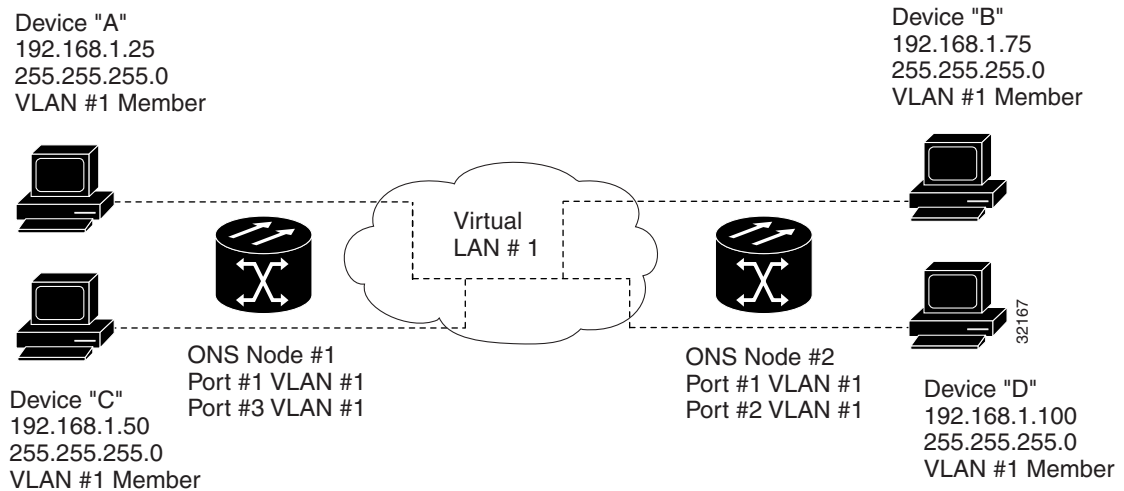 Device "A"
192.168.1.25
255.255.255.0
VLAN #1 Member
Device "B"
192.168.1.75
255.255.255.0
VLAN #1 Member
Virtual
LAN # 1
ONS Node #1
Port #1 VLAN #1
Port #3 VLAN #1
ONS Node #2
Port #1 VLAN #1
Port #2 VLAN #1
32167
Device "C"
192.168.1.50
255.255.255.0
VLAN #1 Member
Device "D"
192.168.1.100
255.255.255.0
VLAN #1 Member